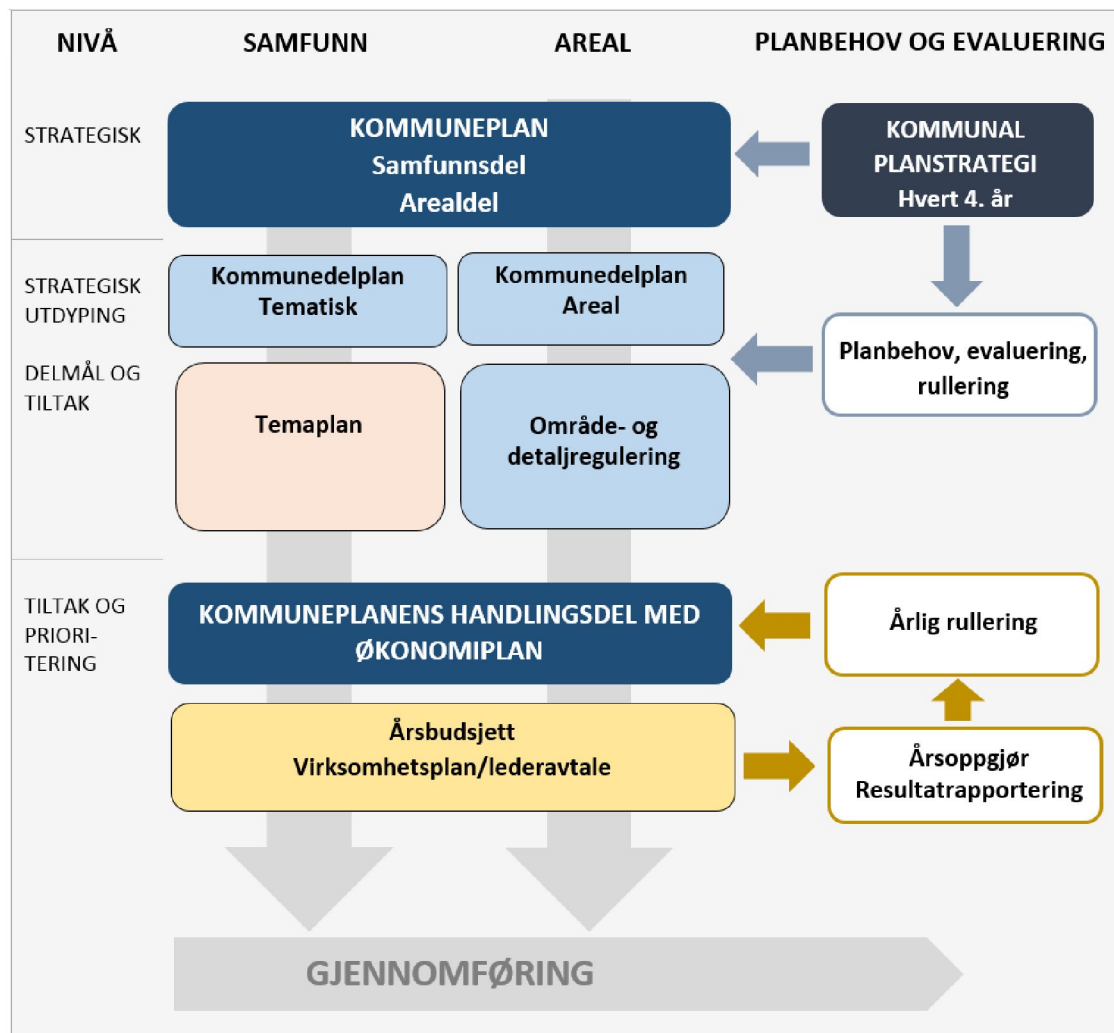 NIVÅ
SAMFUNN
AREAL
PLANBEHOV OG EVALUERING
STRATEGISK
KOMMUNEPLAN
Samfunnsdel
Arealdel
KOMMUNAL
PLANSTRATEGI
Hvert 4. år
STRATEGISK
UTDYPING
Kommunedelplan
Tematisk
Kommunedelplan
Areal
Planbehov, evaluering,
rullering
DELMÅL OG
TILTAK
Temaplan
Område- og
detaljregulering
TILTAK OG
PRIORI-
TERING
KOMMUNEPLANENS HANDLINGSDEL MED
ØKONOMIPLAN
Årlig rullering
Årsbudsjett
Virksomhetsplan/lederavtale
Årsoppgjør
Resultatrapportering
GJENNOMFØRING